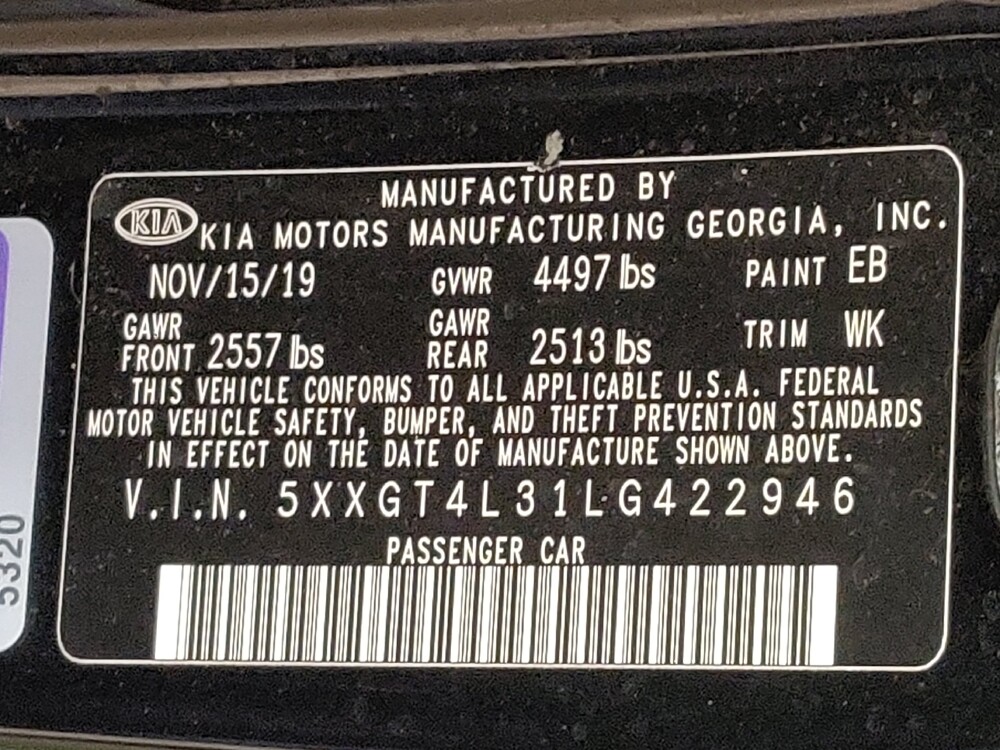 MANUFACTURED BY
KIA KIA MOTORS MANUFACTURING GEORGIA, INC.
NOV/15/19 GVWR 4497 lbs PAINT EB
GAWR FRONT 2557 lbs GAWR REAR 2513 lbs TRIM WK
THIS VEHICLE CONFORMS TO ALL APPLICABLE U.S.A. FEDERAL
MOTOR VEHICLE SAFETY, BUMPER, AND THEFT PREVENTION STANDARDS
IN EFFECT ON THE DATE OF MANUFACTURE SHOWN ABOVE.
V.I.N. 5XXGT4L31LG422946
PASSENGER CAR
5320